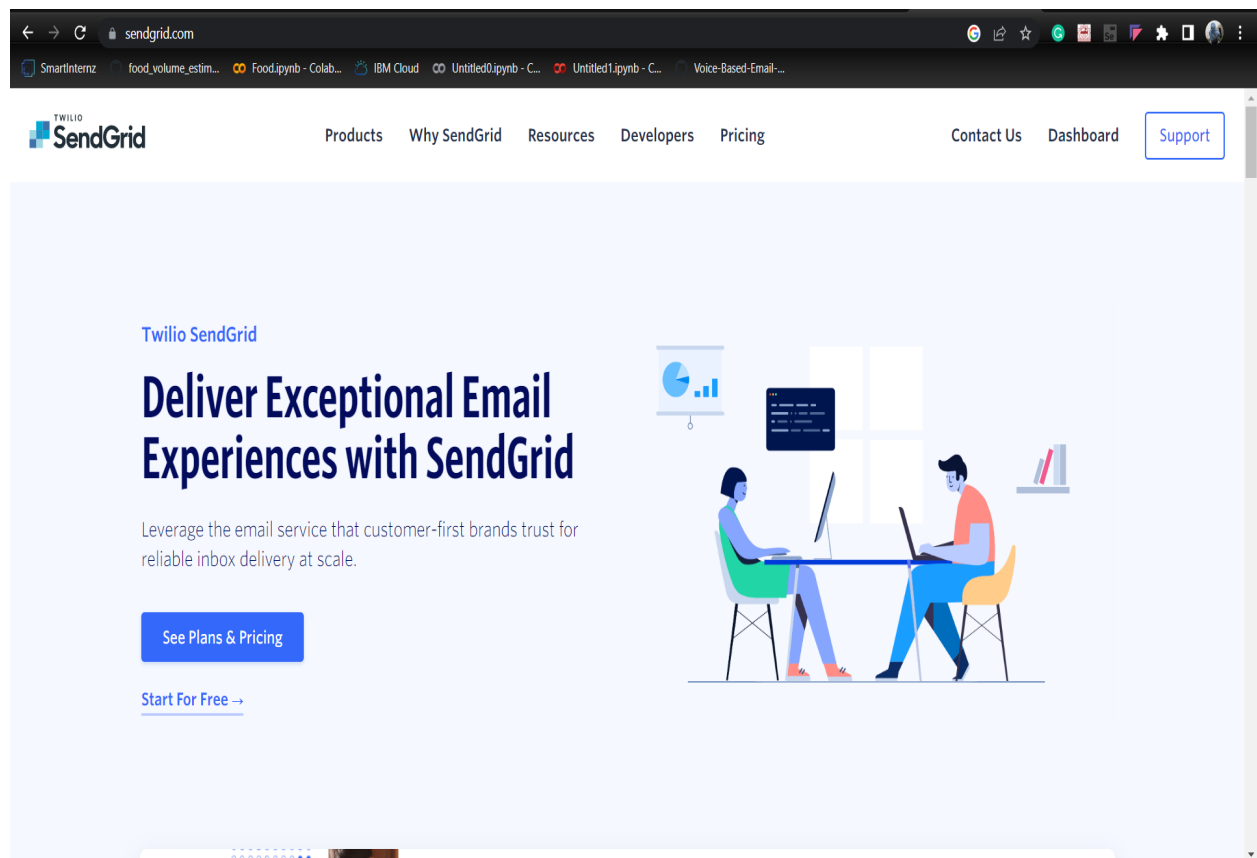 sendgrid.com
SmartInternz food_volume_estim... Food.ipynb - Colab... IBM Cloud Untitled0.ipynb - C... Untitled1.ipynb - C... Voice-Based-Email-...
TWILIO
SendGrid
Products Why SendGrid Resources Developers Pricing Contact Us Dashboard Support
Twilio SendGrid
Deliver Exceptional Email
Experiences with SendGrid
Leverage the email service that customer-first brands trust for
reliable inbox delivery at scale.
See Plans & Pricing
Start For Free →